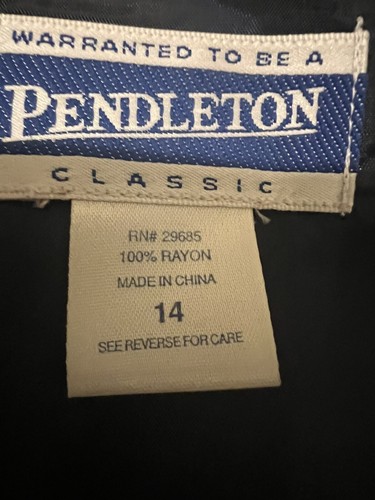 WARRANTED TO BE A
PENDLETON
CLASSIC
RN# 29685
100% RAYON
MADE IN CHINA
14
SEE REVERSE FOR CARE